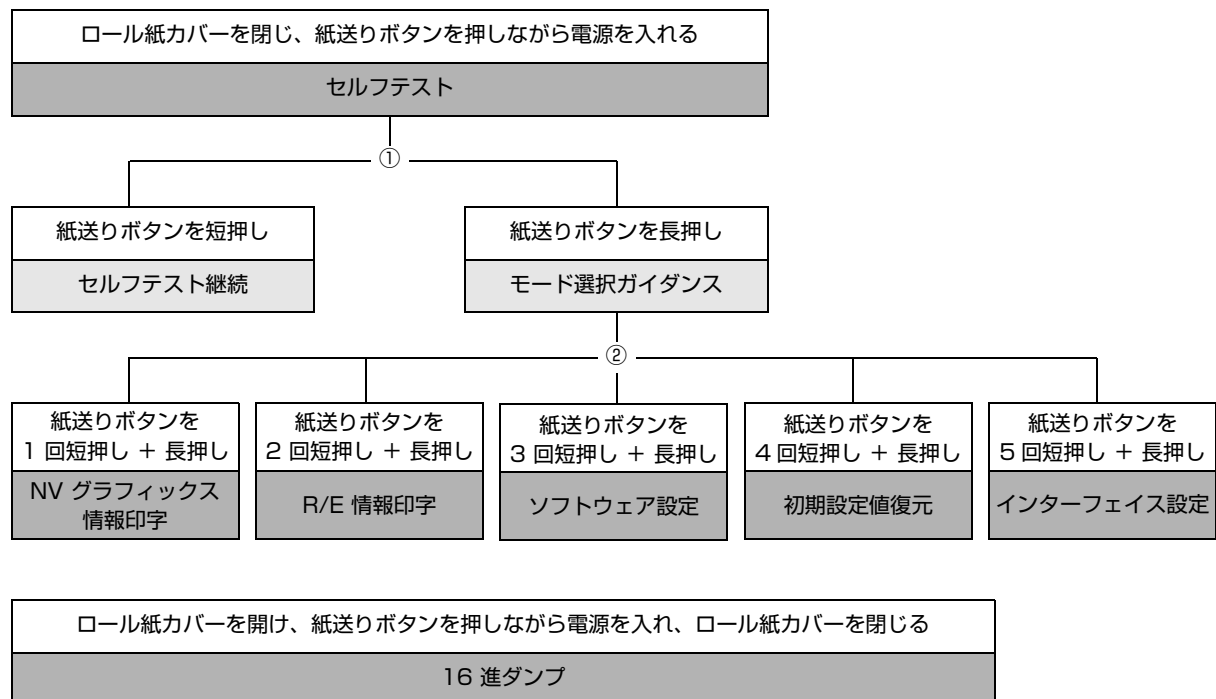 ロール紙カバーを閉じ、紙送りボタンを押しながら電源を入れる
セルフテスト
①
紙送りボタンを短押し
セルフテスト継続
紙送りボタンを長押し
モード選択ガイダンス
②
紙送りボタンを
1 回短押し + 長押し
NV グラフィックス
情報印字
紙送りボタンを
2 回短押し + 長押し
R/E 情報印字
紙送りボタンを
3 回短押し + 長押し
ソフトウェア設定
紙送りボタンを
4 回短押し + 長押し
初期設定値復元
紙送りボタンを
5 回短押し + 長押し
インターフェイス設定
ロール紙カバーを開け、紙送りボタンを押しながら電源を入れ、ロール紙カバーを閉じる
16 進ダンプ